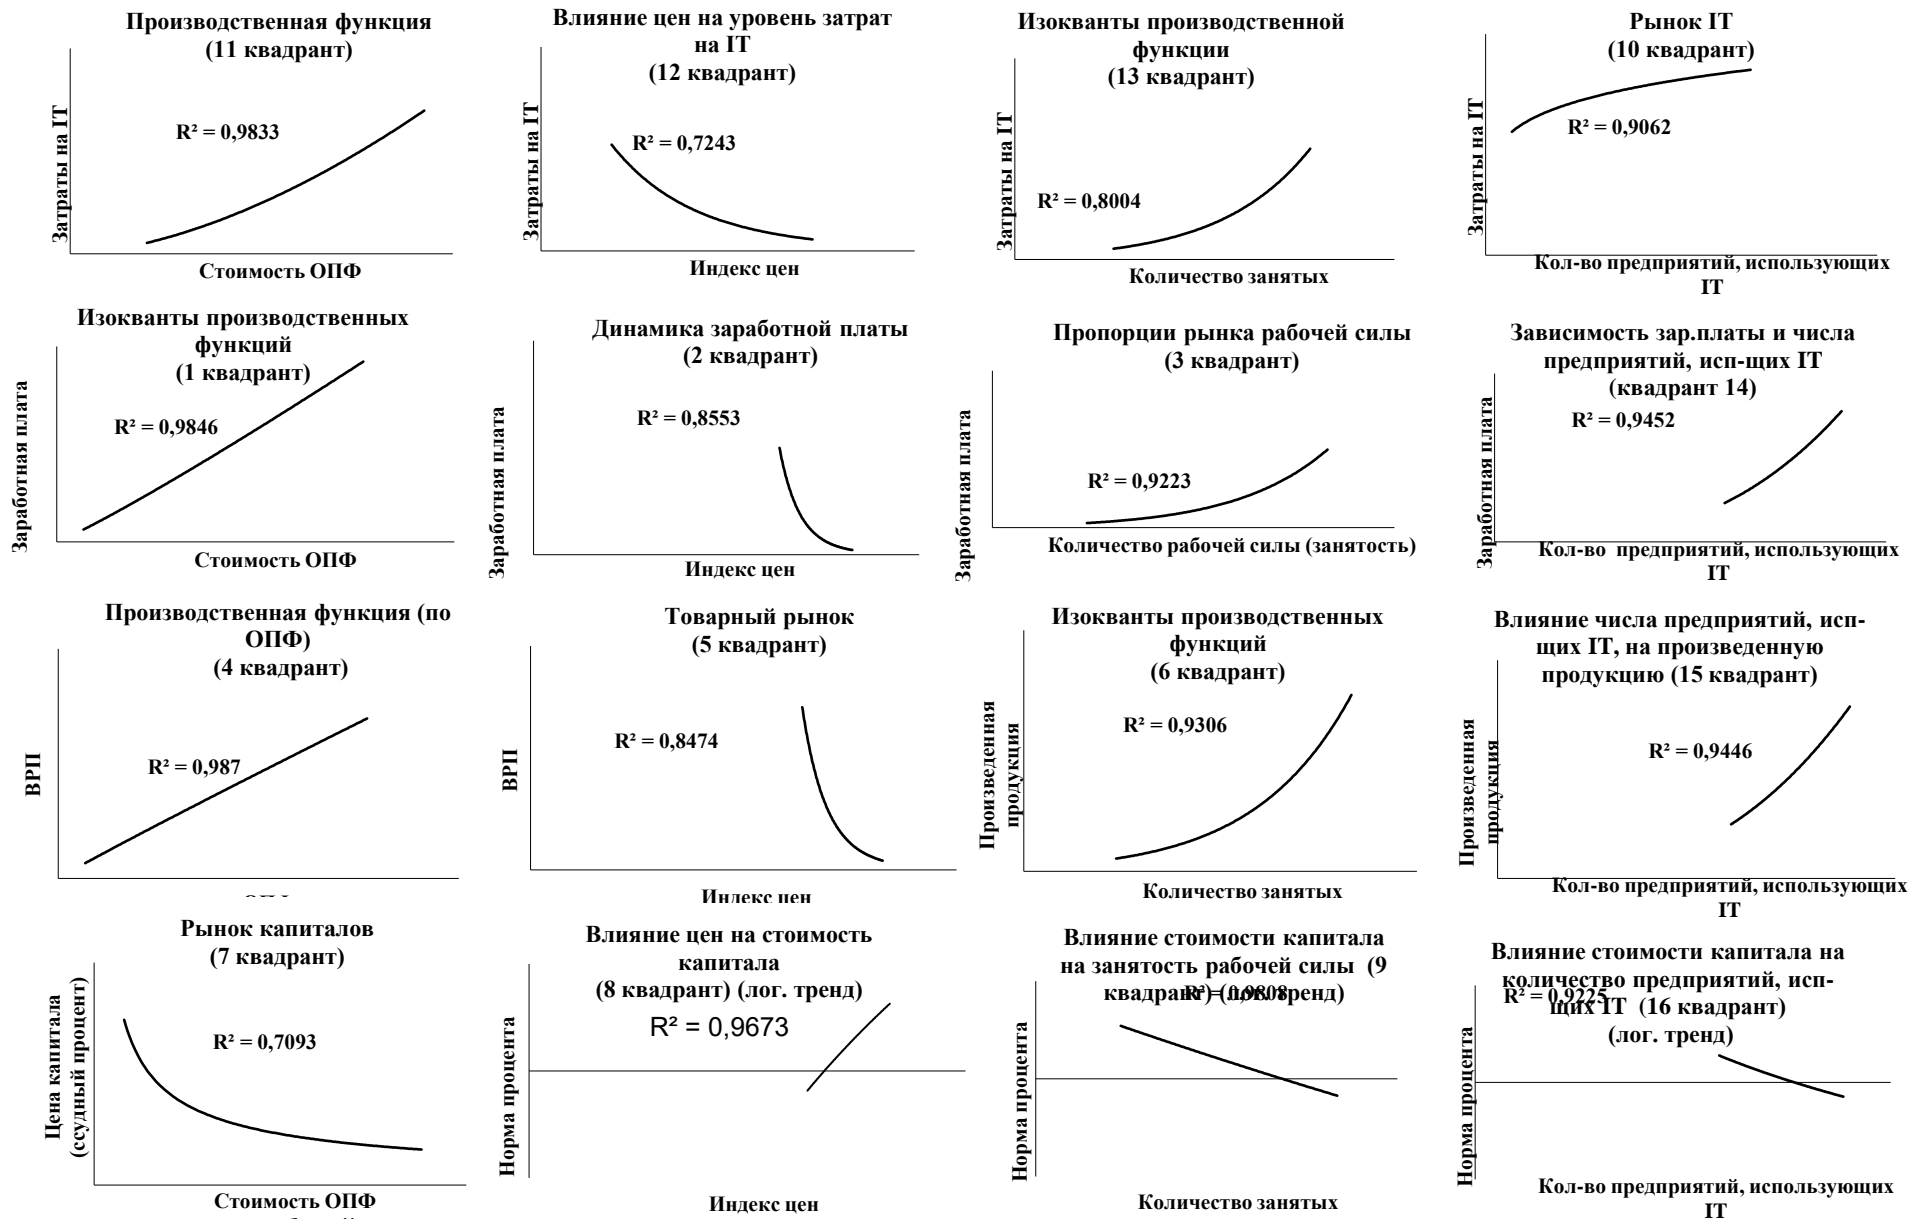 Производственная функция
(11 квадрант)
Затраты на IT
R² = 0,9833
Стоимость ОПФ
Влияние цен на уровень затрат
на IT
(12 квадрант)
Затраты на IT
R² = 0,7243
Индекс цен
Изокванты производственной
функции
(13 квадрант)
Затраты на IT
R² = 0,8004
Количество занятых
Рынок IT
(10 квадрант)
Затраты на IT
R² = 0,9062
Кол-во предприятий, использующих
IT
Изокванты производственных
функций
(1 квадрант)
Заработная плата
R² = 0,9846
Стоимость ОПФ
Динамика заработной платы
(2 квадрант)
Заработная плата
R² = 0,8553
Индекс цен
Пропорции рынка рабочей силы
(3 квадрант)
Заработная плата
R² = 0,9223
Количество рабочей силы (занятость)
Зависимость зар.платы и числа
предприятий, исп-щих IT
(квадрант 14)
Заработная плата
R² = 0,9452
Кол-во предприятий, использующих
IT
Производственная функция (по
ОПФ)
(4 квадрант)
ВРП
R² = 0,987
Товарный рынок
(5 квадрант)
ВРП
R² = 0,8474
Индекс цен
Изокванты производственных
функций
(6 квадрант)
Произведенная
продукция
R² = 0,9306
Количество занятых
Влияние числа предприятий, исп-
щих IT, на произведенную
продукцию (15 квадрант)
Произведенная
продукция
R² = 0,9446
Кол-во предприятий, использующих
IT
Рынок капиталов
(7 квадрант)
Цена капитала
(ссудный процент)
R² = 0,7093
Стоимость ОПФ
Влияние цен на стоимость
капитала
(8 квадрант) (лог. тренд)
Норма процента
R² = 0,9673
Индекс цен
Влияние стоимости капитала
на занятость рабочей силы (9
квадрант) (лог. тренд)
R² = 0,9808
Норма процента
Количество занятых
Влияние стоимости капитала на
количество предприятий, исп-
щих IT (16 квадрант)
(лог. тренд)
R² = 0,9225
Норма процента
Кол-во предприятий, использующих
IT